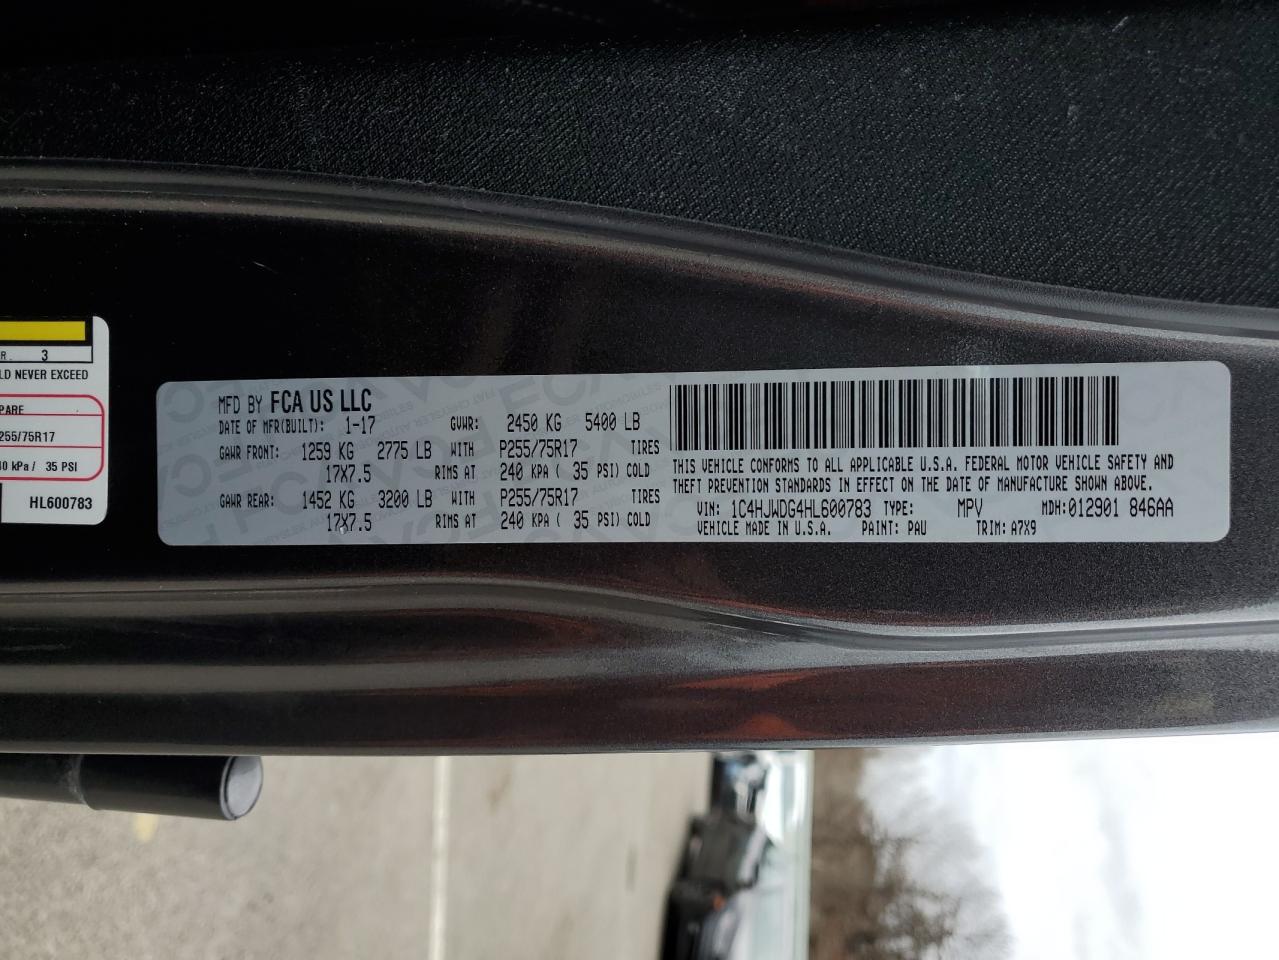 R. 3
LD NEVER EXCEED
PARE
255/75R17
40 kPa / 35 PSI
HL600783
MFD BY FCA US LLC
DATE OF MFR(BUILT): 1-17 GVWR: 2450 KG 5400 LB
GAWR FRONT: 1259 KG 2775 LB WITH P255/75R17 TIRES
17X7.5 RIMS AT 240 KPA ( 35 PSI) COLD
GAWR REAR: 1452 KG 3200 LB WITH P255/75R17 TIRES
17X7.5 RIMS AT 240 KPA ( 35 PSI) COLD
THIS VEHICLE CONFORMS TO ALL APPLICABLE U.S.A. FEDERAL MOTOR VEHICLE SAFETY AND
THEFT PREVENTION STANDARDS IN EFFECT ON THE DATE OF MANUFACTURE SHOWN ABOVE.
VIN: 1C4HJWDG4HL600783 TYPE: MPV MDH: 012901 846AA
VEHICLE MADE IN U.S.A. PAINT: PAU TRIM: A7X9